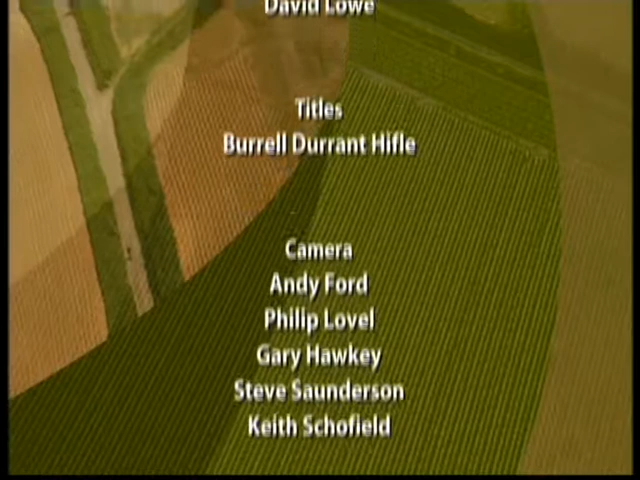 David Lowe
Titles
Burrell Durrant Hifle
Camera
Andy Ford
Philip Lovel
Gary Hawkey
Steve Saunderson
Keith Schofield